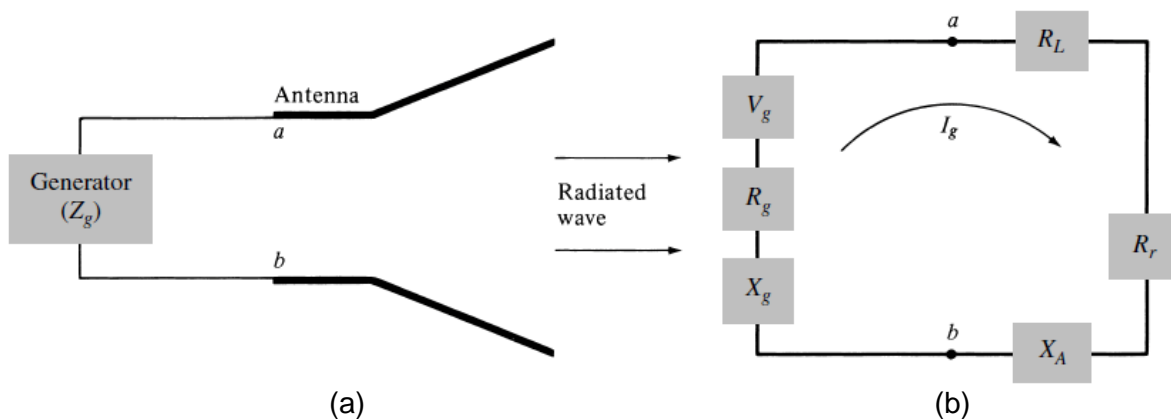 Antenna
a
Generator
(Z_g)
b
Radiated
wave
(a)
a
R_L
V_g
I_g
R_g
R_r
X_g
b
X_A
(b)